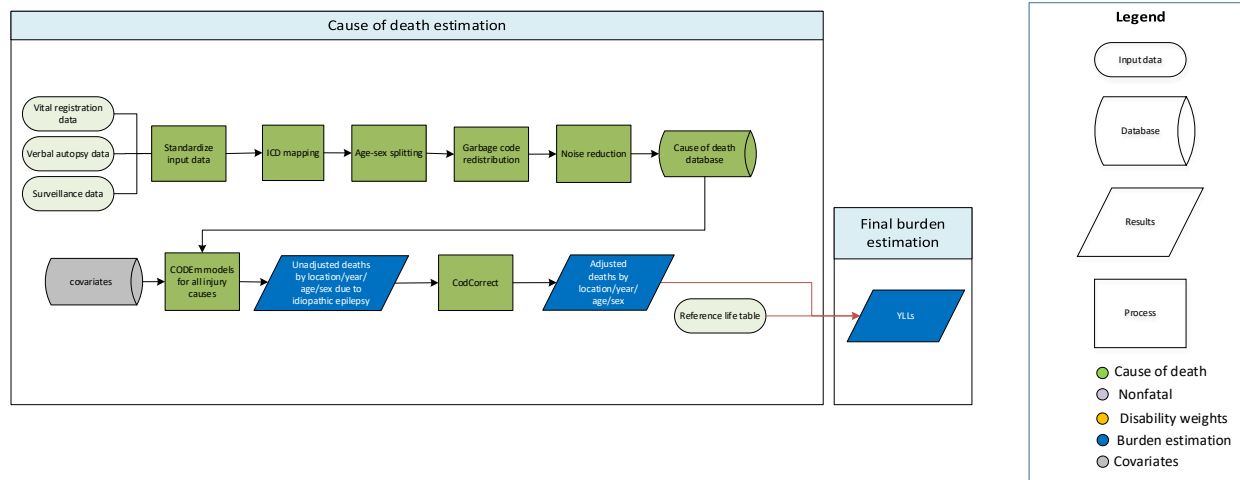 Cause of death estimation
Vital registration
data
Verbal autopsy data
Surveillance data
Standardize
input data
ICD mapping
Age-sex splitting
Garbage code
redistribution
Noise reduction
Cause of death
database
covariates
CODEm models
for all injury
causes
Unadjusted deaths
by location/year/
age/sex due to
idiopathic epilepsy
CodCorrect
Adjusted
deaths by
location/year/
age/sex
Reference life table
Final burden
estimation
YLLs
Legend
Input data
Database
Results
Process
Cause of death
Nonfatal
Disability weights
Burden estimation
Covariates